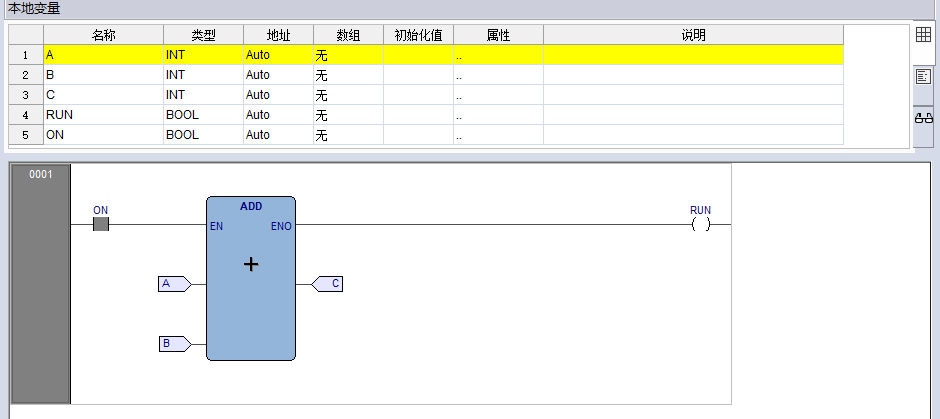 本地变量
名称 类型 地址 数组 初始化值 属性 说明
1 A INT Auto 无 ..
2 B INT Auto 无 ..
3 C INT Auto 无 ..
4 RUN BOOL Auto 无 ..
5 ON BOOL Auto 无 ..
0001
ON ADD RUN
EN ENO
+
A C
B